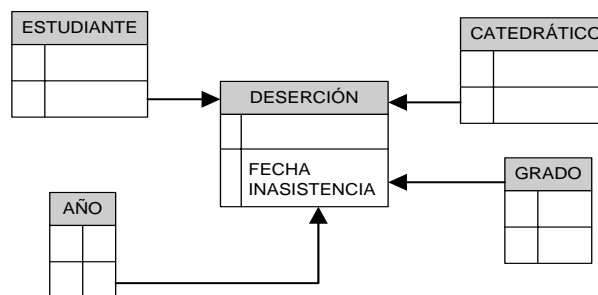 ESTUDIANTE
CATEDRÁTICO
DESERCIÓN
FECHA
INASISTENCIA
GRADO
AÑO